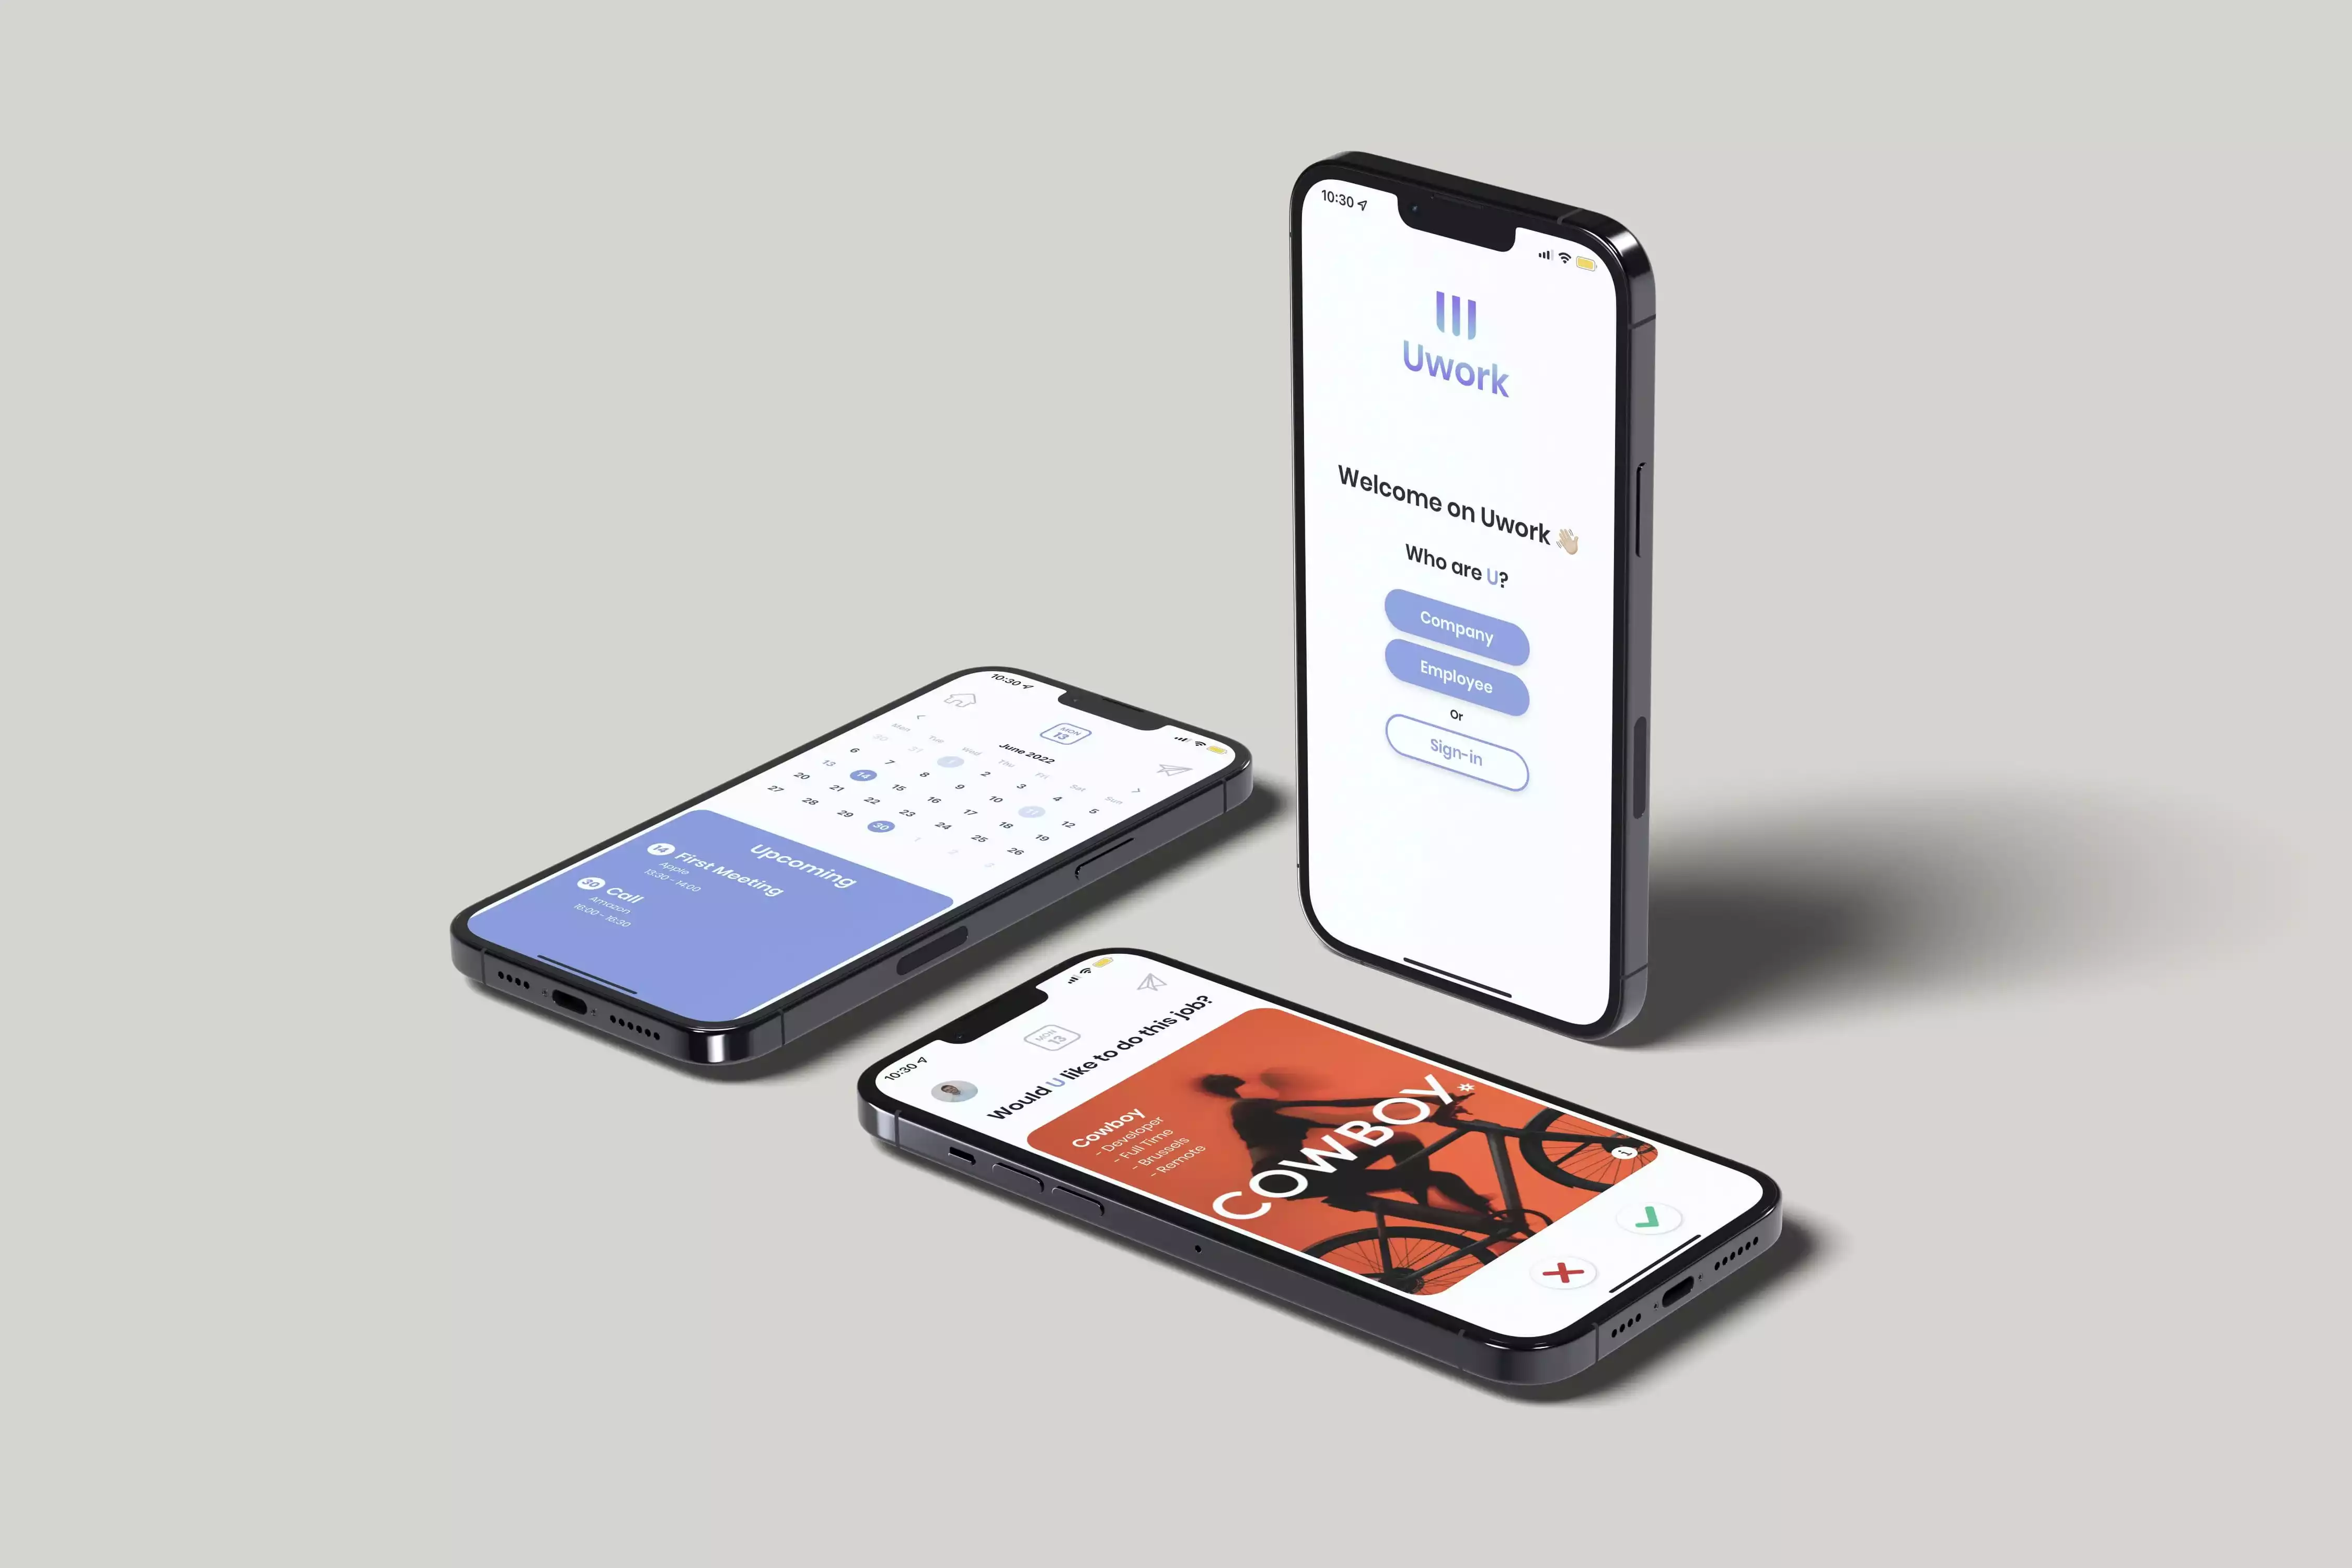 10:30
Uwork
Welcome on Uwork 👋🏼
Who are U?
Company
Employee
Or
Sign-in
10:30
MON
13
June 2022
Mon Tue Wed Thu Fri Sat Sun
30 31 1 2 3 4 5
6 7 8 9 10 11 12
13 14 15 16 17 18 19
20 21 22 23 24 25 26
27 28 29 30 1 2 3
Upcoming
14 First Meeting
Apple
13:30 - 14:00
30 Call
Amazon
16:00 - 16:30
10:30
MON
13
Would U like to do this job?
Cowboy
- Developer
- Full Time
- Brussels
- Remote
COWBOY
i